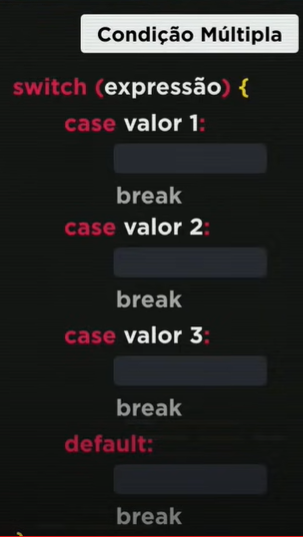 Condição Múltipla
switch (expressão) {
case valor 1:
break
case valor 2:
break
case valor 3:
break
default:
break
}